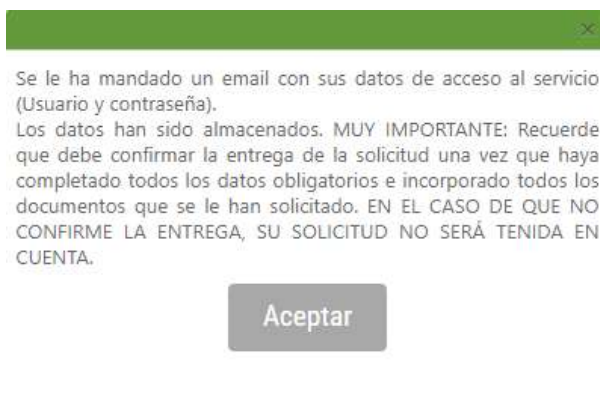 Se le ha mandado un email con sus datos de acceso al servicio
(Usuario y contraseña).
Los datos han sido almacenados. MUY IMPORTANTE: Recuerde
que debe confirmar la entrega de la solicitud una vez que haya
completado todos los datos obligatorios e incorporado todos los
documentos que se le han solicitado. EN EL CASO DE QUE NO
CONFIRME LA ENTREGA, SU SOLICITUD NO SERÁ TENIDA EN
CUENTA.
Aceptar